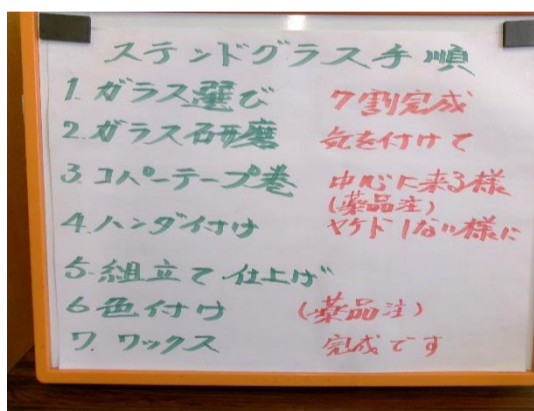 ステンドグラス手順
1. ガラス選び 7割完成
2. ガラス研磨 気を付けて
3. コパーテープ巻 中心に来る様
(薬品注)
4. ハンダ付け ヤケドしない様に
5. 組立て仕上げ
6 色付け (薬品注)
7. ワックス 完成です